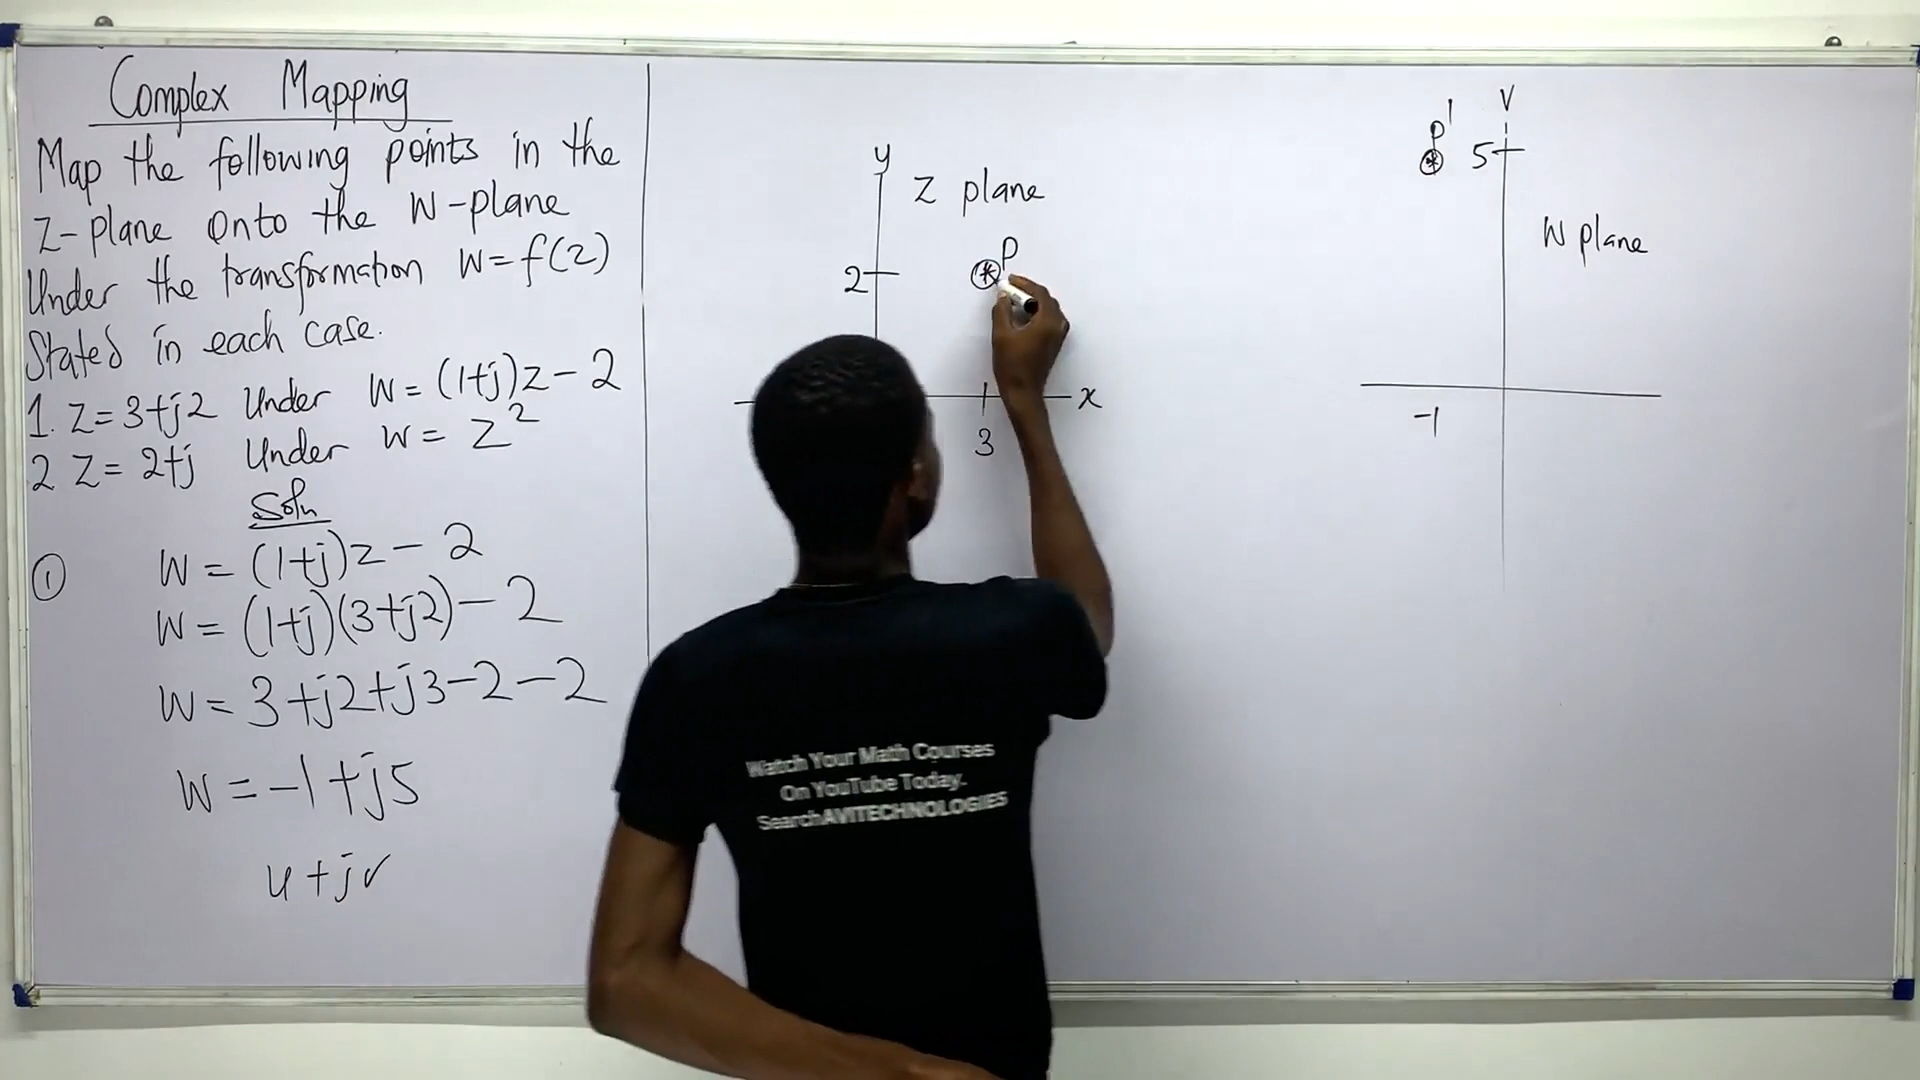 Complex Mapping
Map the following points in the
Z-plane onto the W-plane
Under the transformation W=f(z)
Stated in each case.
1. Z=3+j2 Under W=(1+j)z-2
2 Z=2+j Under W=Z²
Soln
① W=(1+j)z-2
W=(1+j)(3+j2)-2
W=3+j2+j3-2-2
W=-1+j5
u+jv
y
Z plane
P
2
x
3
P' V
5
W plane
-1
Watch Your Math Courses
On YouTube Today.
Search AMTECHNOLOGIES